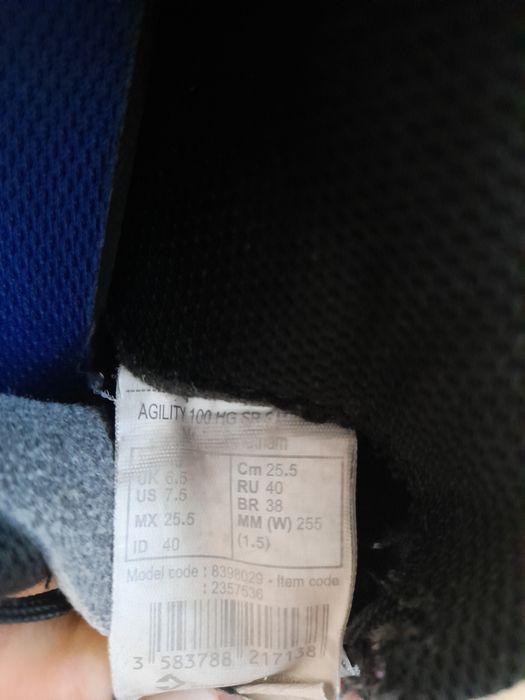 AGILITY 100 HG SR
UK 6.5
US 7.5
MX 25.5
ID 40
Cm 25.5
RU 40
BR 38
MM (W) 255
(1.5)
Model code : 8398029 - Item code
: 2357536
3 583788 217138